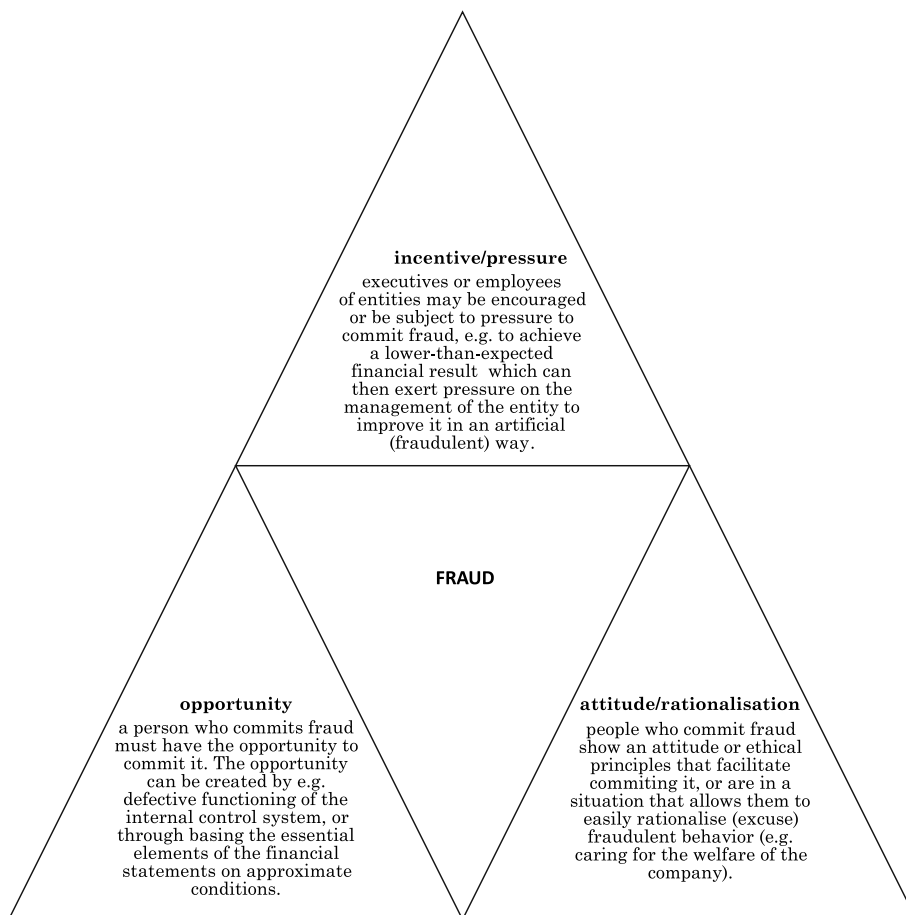 incentive/pressure
executives or employees
of entities may be encouraged
or be subject to pressure to
commit fraud, e.g. to achieve
a lower-than-expected
financial result  which can
then exert pressure on the
management of the entity to
improve it in an artificial
(fraudulent) way.
FRAUD
opportunity
a person who commits fraud
must have the opportunity to
commit it. The opportunity
can be created by e.g.
defective functioning of the
internal control system, or
through basing the essential
elements of the financial
statements on approximate
conditions.
attitude/rationalisation
people who commit fraud
show an attitude or ethical
principles that facilitate
commiting it, or are in a
situation that allows them to
easily rationalise (excuse)
fraudulent behavior (e.g.
caring for the welfare of the
company).